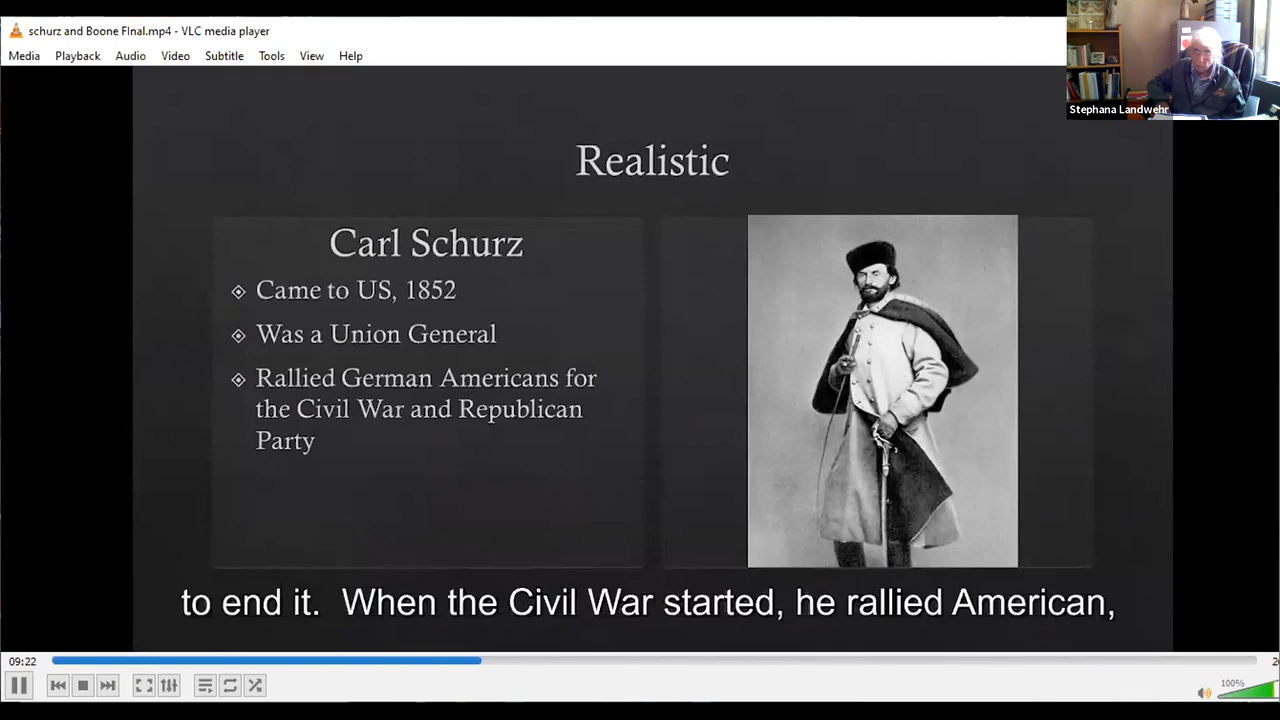 schurz and Boone FInal.mp4 - VLC media player
Media Playback Audio Video Subtitle Tools View Help
Stephana Landwehr
Realistic
Carl Schurz
Came to US, 1852
Was a Union General
Rallied German Americans for
the Civil War and Republican
Party
to end it. When the Civil War started, he rallied American,
09:22
100%